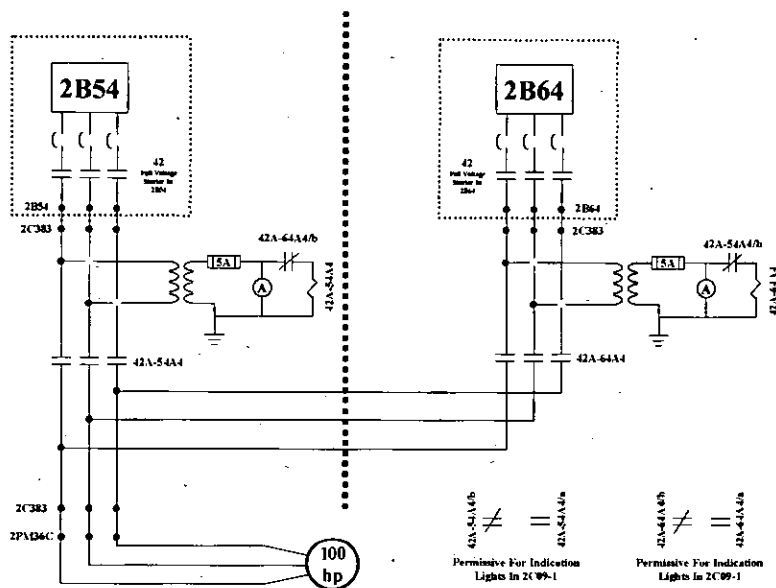 2B54
42
Full Voltage
Starter In
2B54
2B54
2C383
42A-64A4/b
5A
A
42A-54A4
42A-54A4
2B64
42
Full Voltage
Starter In
2B64
2B64
2C383
42A-54A4/b
5A
A
42A-64A4
42A-64A4
2C383
2PM36C
100
hp
42A-54A4/b
42A-54A4/a
Permissive For Indication
Lights In 2C09-1
42A-64A4/b
42A-64A4/a
Permissive For Indication
Lights In 2C09-1